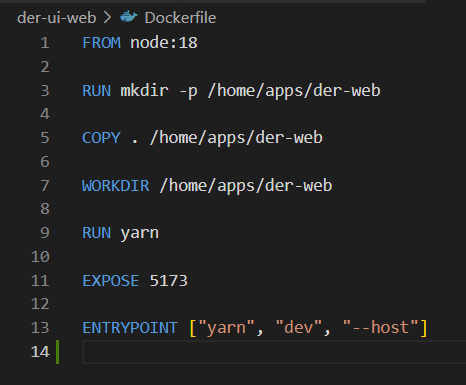 der-ui-web > Dockerfile
1 FROM node:18
2
3 RUN mkdir -p /home/apps/der-web
4
5 COPY . /home/apps/der-web
6
7 WORKDIR /home/apps/der-web
8
9 RUN yarn
10
11 EXPOSE 5173
12
13 ENTRYPOINT ["yarn", "dev", "--host"]
14